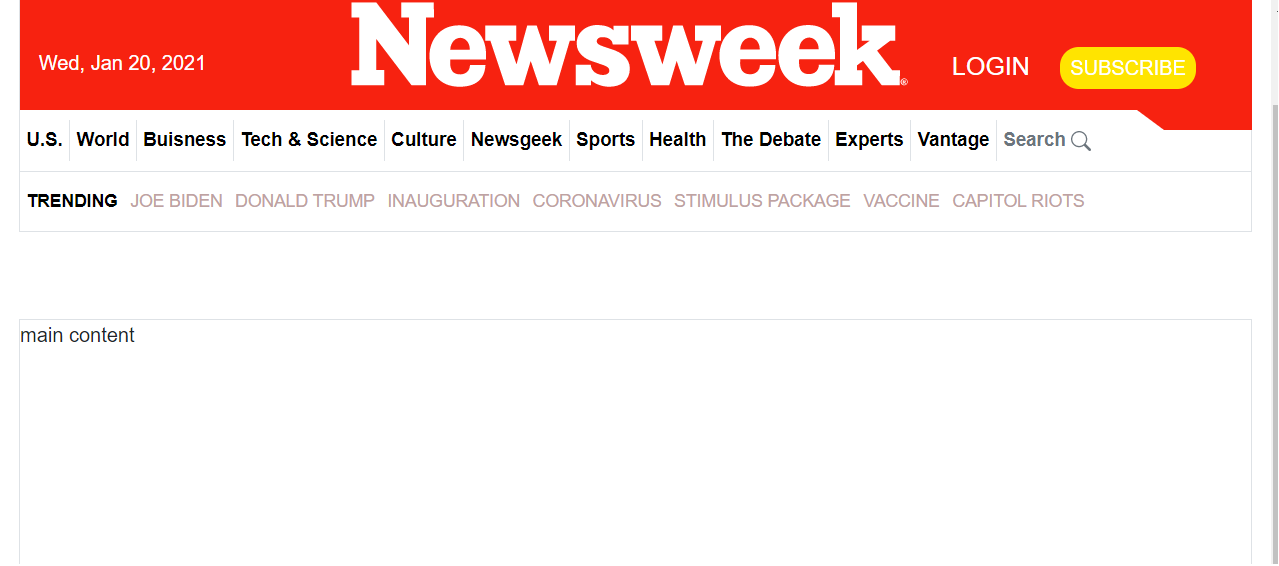 Newsweek®
Wed, Jan 20, 2021
LOGIN
SUBSCRIBE
U.S. World Buisness Tech & Science Culture Newsgeek Sports Health The Debate Experts Vantage Search
TRENDING JOE BIDEN DONALD TRUMP INAUGURATION CORONAVIRUS STIMULUS PACKAGE VACCINE CAPITOL RIOTS
main content